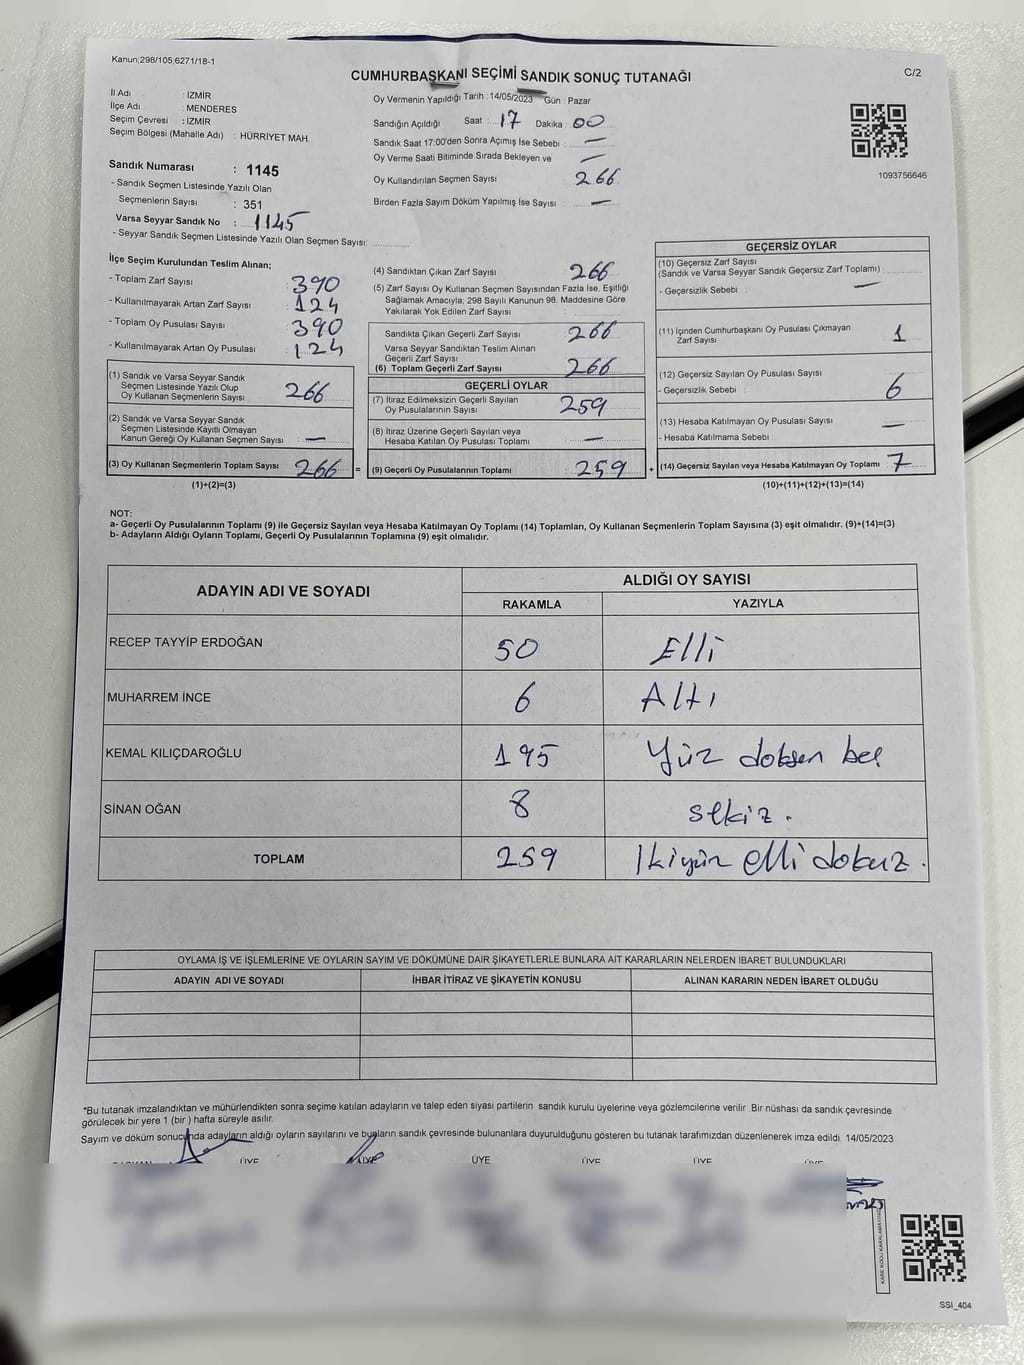 Kanun;298/105;6271/18-1
CUMHURBAŞKANI SEÇİMİ SANDIK SONUÇ TUTANAĞI
C/2
İl Adı : İZMİR
İlçe Adı : MENDERES
Seçim Çevresi : İZMİR
Seçim Bölgesi (Mahalle Adı) : HÜRRİYET MAH.
Sandık Numarası : 1145
- Sandık Seçmen Listesinde Yazılı Olan
Seçmenlerin Sayısı : 351
Varsa Seyyar Sandık No : 1145
- Seyyar Sandık Seçmen Listesinde Yazılı Olan Seçmen Sayısı:
Oy Vermenin Yapıldığı Tarih : 14/05/2023 Gün : Pazar
Sandığın Açıldığı Saat : 17 Dakika : 00
Sandık Saat 17:00'den Sonra Açımış İse Sebebi : —
Oy Verme Saati Bitiminde Sırada Bekleyen ve —
Oy Kullandırılan Seçmen Sayısı 266
Birden Fazla Sayım Döküm Yapılmış İse Sayısı : —
1093756646
İlçe Seçim Kurulundan Teslim Alınan;
- Toplam Zarf Sayısı : 390
- Kullanılmayarak Artan Zarf Sayısı : 124
- Toplam Oy Pusulası Sayısı : 390
- Kullanılmayarak Artan Oy Pusulası : 124
(1) Sandık ve Varsa Seyyar Sandık
Seçmen Listesinde Yazılı Olup
Oy Kullanan Seçmenlerin Sayısı : 266
(2) Sandık ve Varsa Seyyar Sandık
Seçmen Listesinde Kayıtlı Olmayan
Kanun Gereği Oy Kullanan Seçmen Sayısı : —
(3) Oy Kullanan Seçmenlerin Toplam Sayısı 266 =
(1)+(2)=(3)
(4) Sandıktan Çıkan Zarf Sayısı 266
(5) Zarf Sayısı Oy Kullanan Seçmen Sayısından Fazla İse, Eşitliği
Sağlamak Amacıyla; 298 Sayılı Kanunun 98. Maddesine Göre
Yakılarak Yok Edilen Zarf Sayısı :
Sandıkta Çıkan Geçerli Zarf Sayısı : 266
Varsa Seyyar Sandıktan Teslim Alınan
Geçerli Zarf Sayısı :
(6) Toplam Geçerli Zarf Sayısı : 266
GEÇERLİ OYLAR
(7) İtiraz Edilmeksizin Geçerli Sayılan
Oy Pusulalarının Sayısı : 259
(8) İtiraz Üzerine Geçerli Sayılan veya
Hesaba Katılan Oy Pusulası Toplamı : —
(9) Geçerli Oy Pusulalarının Toplamı : 259 +
GEÇERSİZ OYLAR
(10) Geçersiz Zarf Sayısı
(Sandık ve Varsa Seyyar Sandık Geçersiz Zarf Toplamı) :
- Geçersizlik Sebebi : —
(11) İçinden Cumhurbaşkanı Oy Pusulası Çıkmayan
Zarf Sayısı : 1
(12) Geçersiz Sayılan Oy Pusulası Sayısı
- Geçersizlik Sebebi : 6
(13) Hesaba Katılmayan Oy Pusulası Sayısı : —
- Hesaba Katılmama Sebebi :
(14) Geçersiz Sayılan veya Hesaba Katılmayan Oy Toplamı : 7
(10)+(11)+(12)+(13)=(14)
NOT:
a- Geçerli Oy Pusulalarının Toplamı (9) ile Geçersiz Sayılan veya Hesaba Katılmayan Oy Toplamı (14) Toplamları, Oy Kullanan Seçmenlerin Toplam Sayısına (3) eşit olmalıdır. (9)+(14)=(3)
b- Adayların Aldığı Oyların Toplamı, Geçerli Oy Pusulalarının Toplamına (9) eşit olmalıdır.
ADAYIN ADI VE SOYADI
ALDIĞI OY SAYISI
RAKAMLA YAZIYLA
RECEP TAYYİP ERDOĞAN 50 Elli
MUHARREM İNCE 6 Altı
KEMAL KILIÇDAROĞLU 195 Yüz doksan beş
SİNAN OĞAN 8 sekiz.
TOPLAM 259 İkiyüz elli dokuz.
OYLAMA İŞ VE İŞLEMLERİNE VE OYLARIN SAYIM VE DÖKÜMÜNE DAİR ŞİKAYETLERLE BUNLARA AİT KARARLARIN NELERDEN İBARET BULUNDUKLARI
ADAYIN ADI VE SOYADI İHBAR İTİRAZ VE ŞİKAYETİN KONUSU ALINAN KARARIN NEDEN İBARET OLDUĞU
*Bu tutanak imzalandıktan ve mühürlendikten sonra seçime katılan adayların ve talep eden siyasi partilerin sandık kurulu üyelerine veya gözlemcilerine verilir .Bir nüshası da sandık çevresinde
görülecek bir yere 1 (bir ) hafta süreyle asılır.
Sayım ve döküm sonucunda adayların aldığı oyların sayılarını ve bunların sandık çevresinde bulunanlara duyurulduğunu gösteren bu tutanak tarafımızdan düzenlenerek imza edildi. 14/05/2023
BAŞKAN ÜYE ÜYE ÜYE ÜYE ÜYE ÜYE
SSI_404